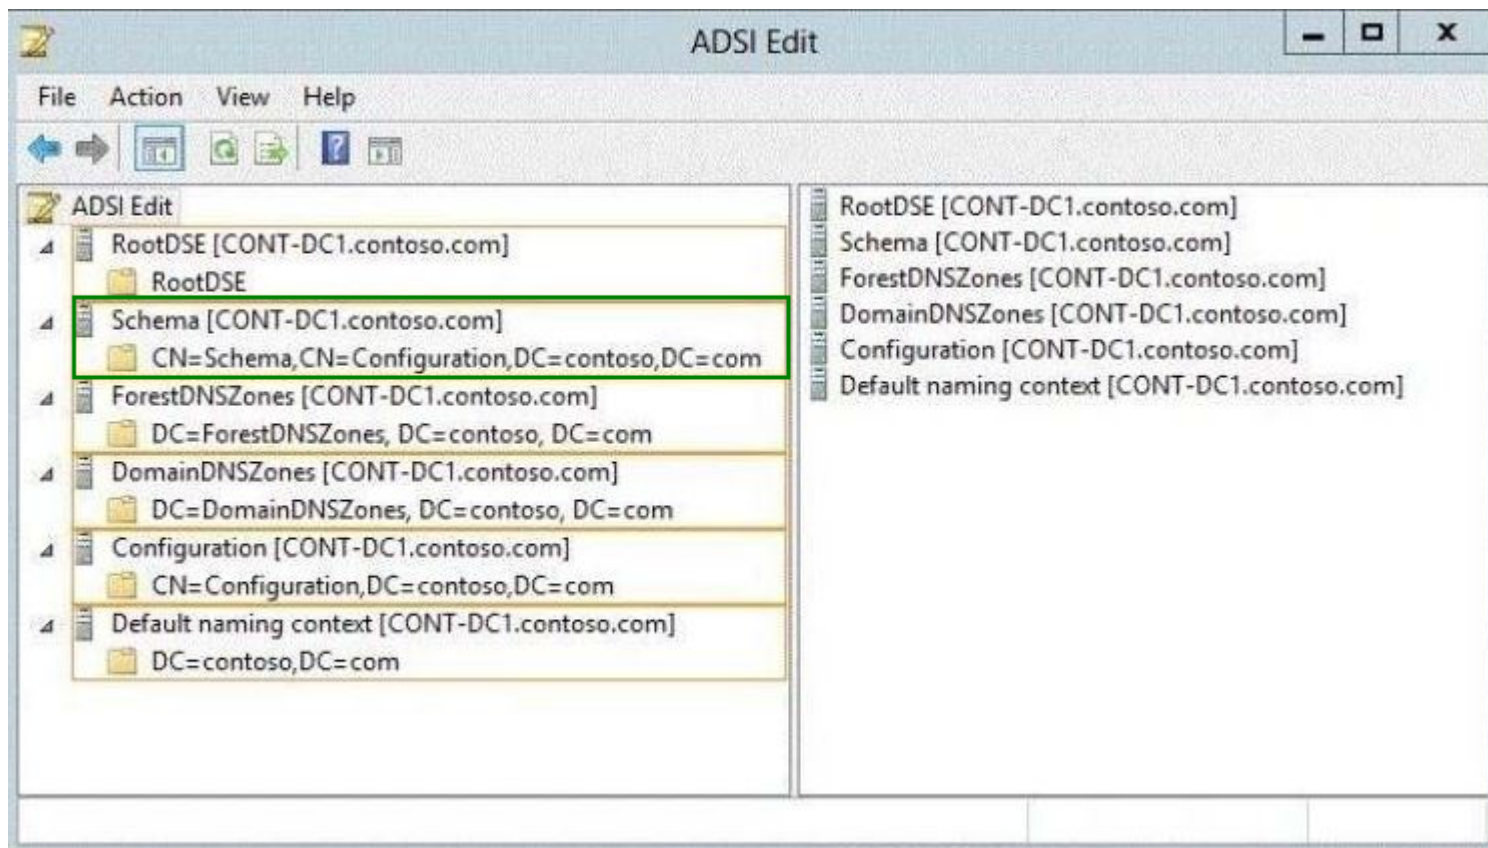 ADSI Edit
File Action View Help
ADSI Edit
RootDSE [CONT-DC1.contoso.com]
RootDSE
Schema [CONT-DC1.contoso.com]
CN=Schema,CN=Configuration,DC=contoso,DC=com
ForestDNSZones [CONT-DC1.contoso.com]
DC=ForestDNSZones, DC=contoso, DC=com
DomainDNSZones [CONT-DC1.contoso.com]
DC=DomainDNSZones, DC=contoso, DC=com
Configuration [CONT-DC1.contoso.com]
CN=Configuration,DC=contoso,DC=com
Default naming context [CONT-DC1.contoso.com]
DC=contoso,DC=com
RootDSE [CONT-DC1.contoso.com]
Schema [CONT-DC1.contoso.com]
ForestDNSZones [CONT-DC1.contoso.com]
DomainDNSZones [CONT-DC1.contoso.com]
Configuration [CONT-DC1.contoso.com]
Default naming context [CONT-DC1.contoso.com]